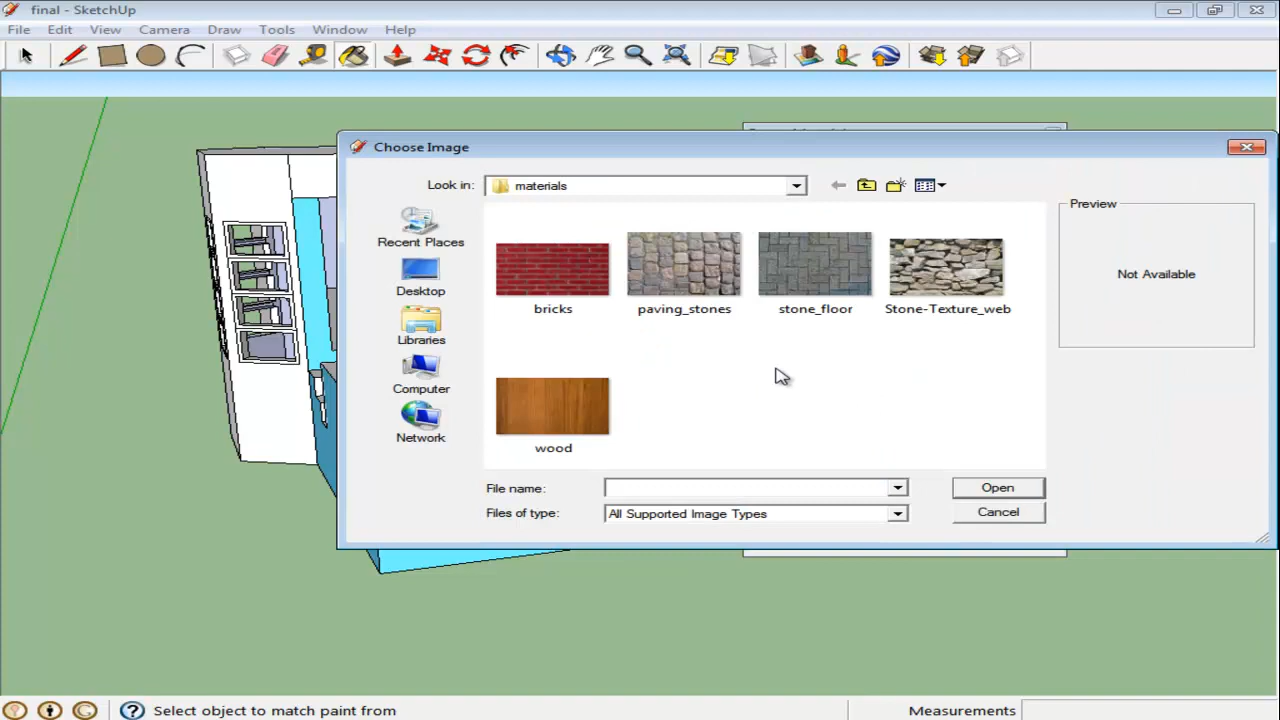 final - SketchUp
File Edit View Camera Draw Tools Window Help
Choose Image
Look in: materials
Preview
Recent Places
Not Available
Desktop
bricks paving_stones stone_floor Stone-Texture_web
Libraries
Computer
Network
wood
File name:
Open
Files of type: All Supported Image Types
Cancel
Select object to match paint from
Measurements